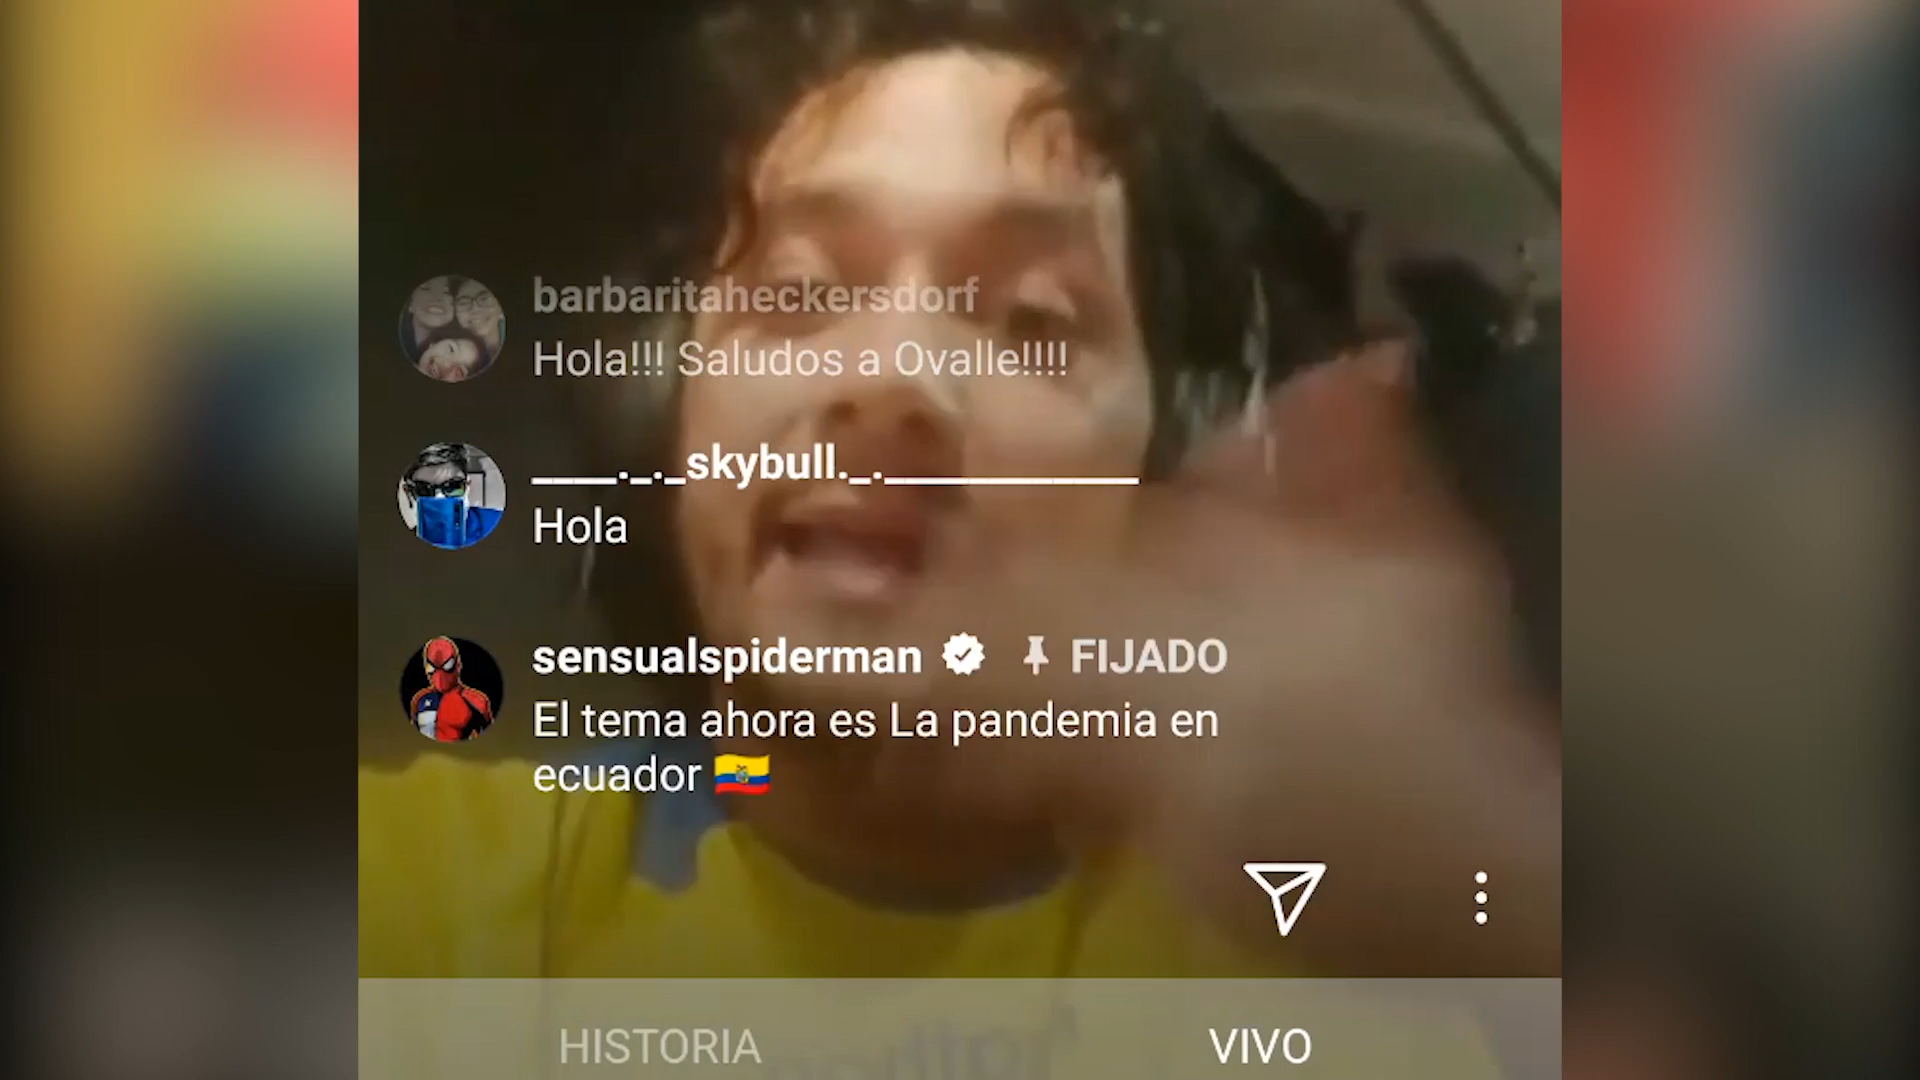 barbaritaheckersdorf
Hola!!! Saludos a Ovalle!!!!
____._._skybull._.____________
Hola
sensualspiderman FIJADO
El tema ahora es La pandemia en
ecuador 🇪🇨
HISTORIA
VIVO